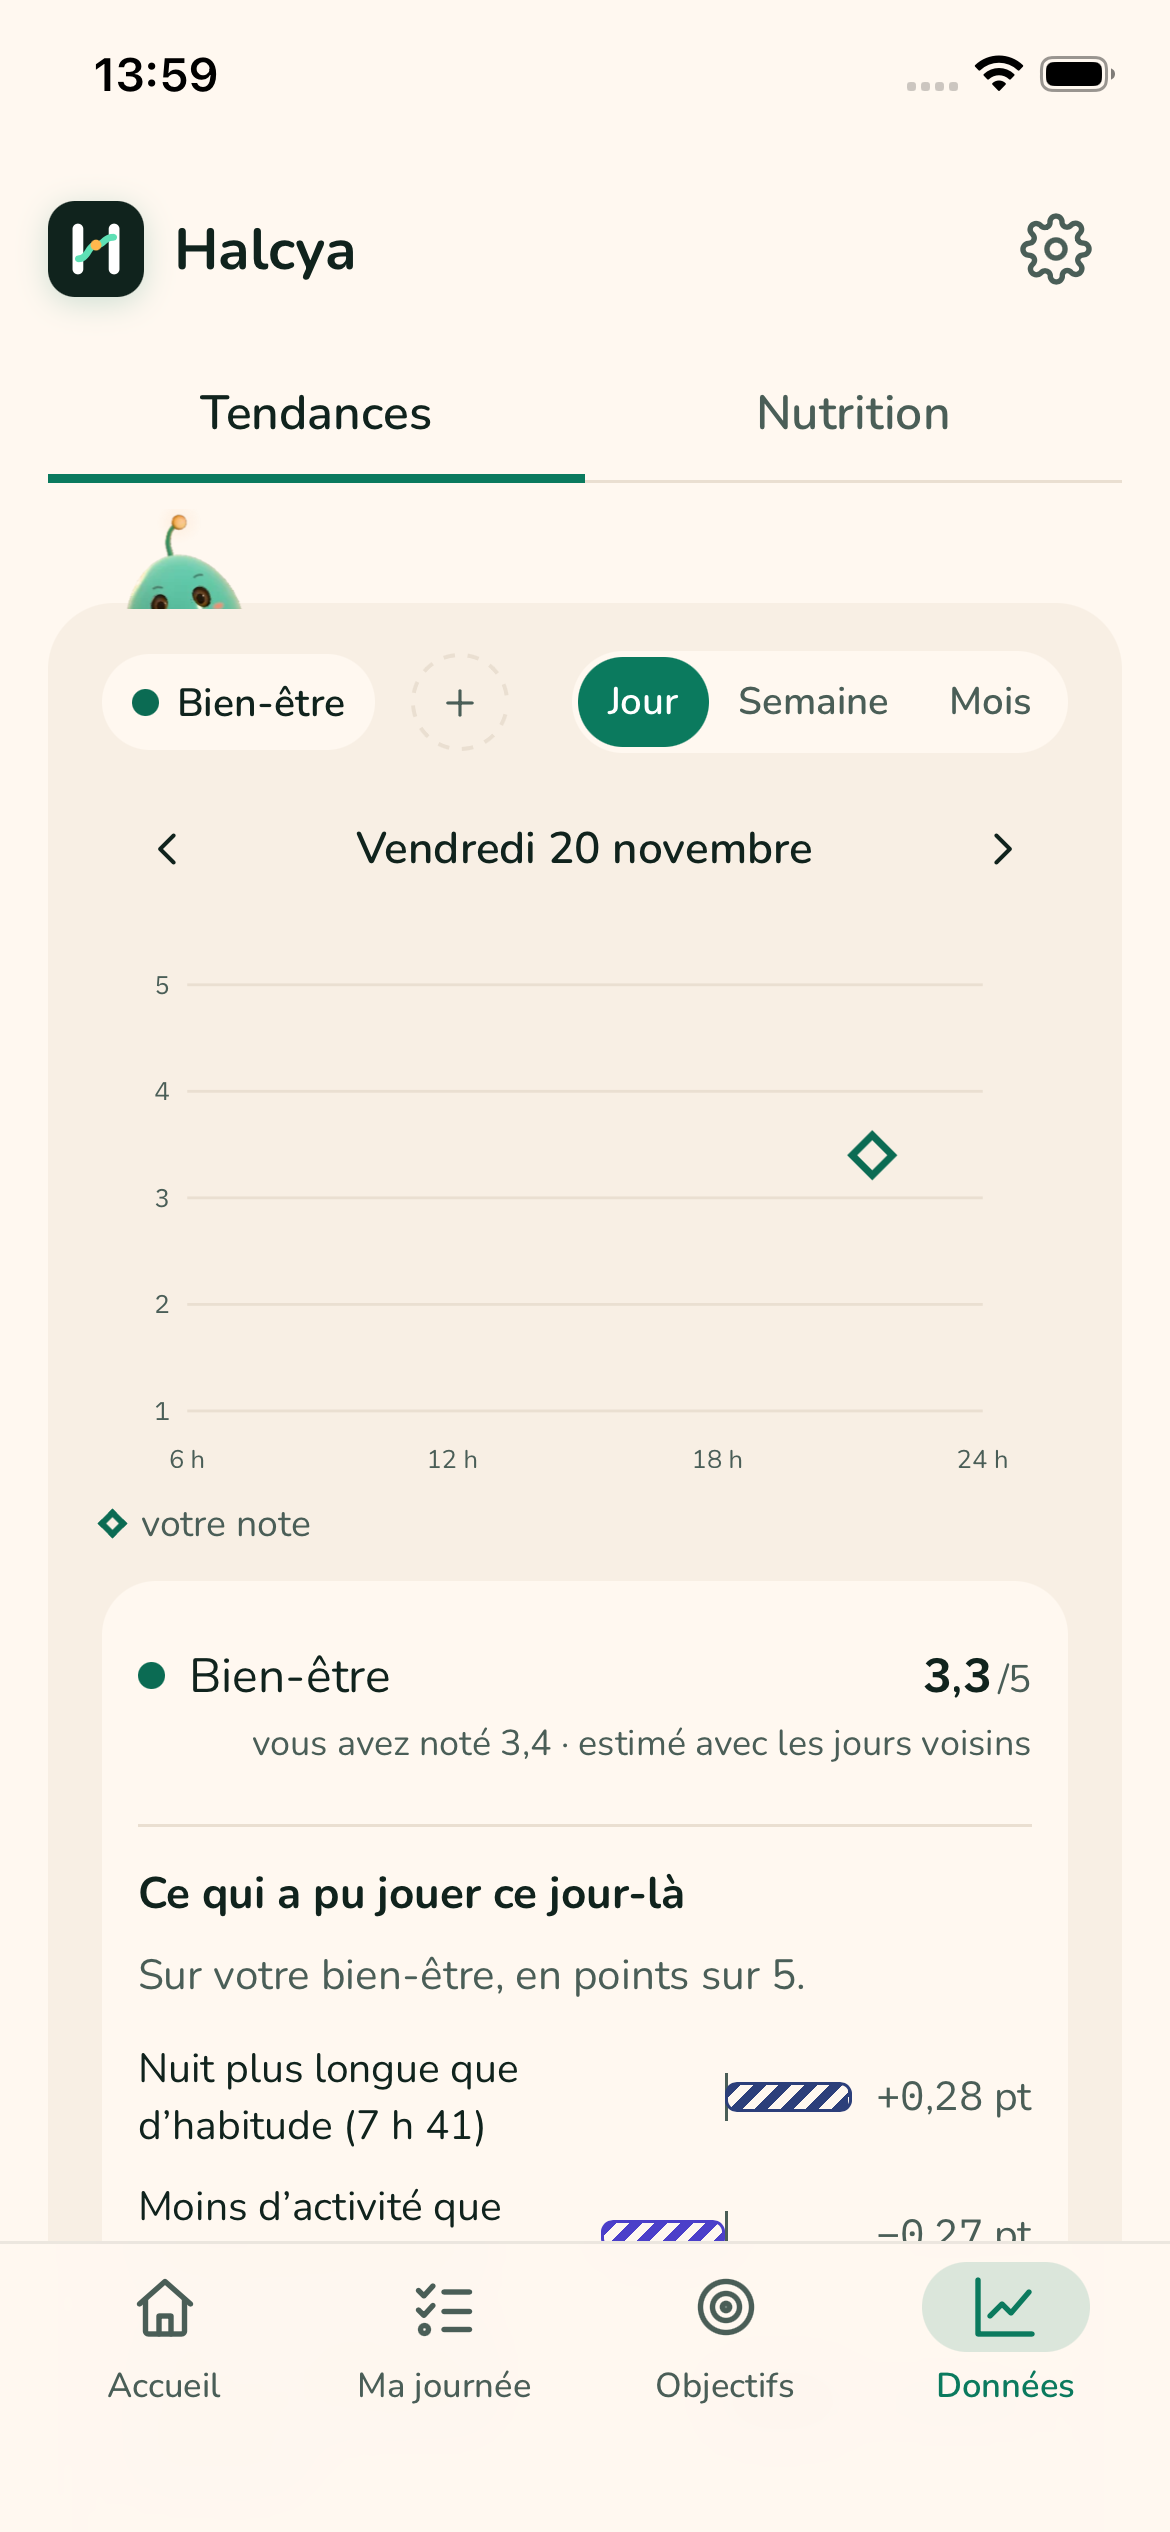 13:59
Halcya
Tendances
Nutrition
Bien-être
+
Jour
Semaine
Mois
Vendredi 20 novembre
5
4
3
2
1
6 h
12 h
18 h
24 h
votre note
Bien-être
3,3 /5
vous avez noté 3,4 · estimé avec les jours voisins
Ce qui a pu jouer ce jour-là
Sur votre bien-être, en points sur 5.
Nuit plus longue que
d’habitude (7 h 41)
+0,28 pt
Moins d’activité que
−0,27 pt
Accueil
Ma journée
Objectifs
Données